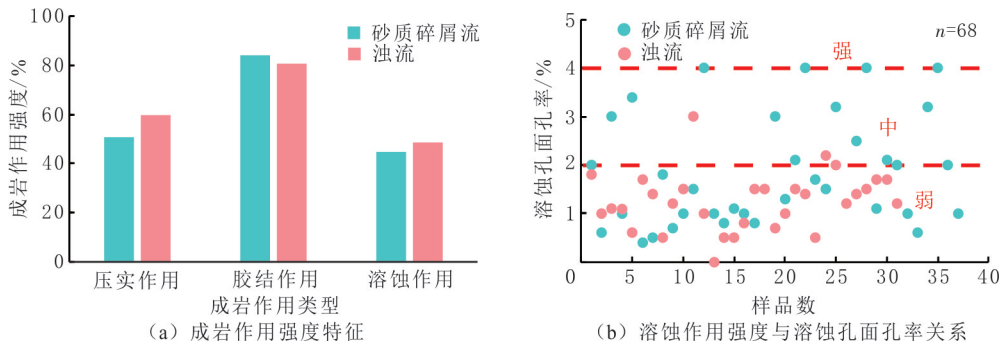 成岩作用强度/%
100
80
60
40
20
0
砂质碎屑流
浊流
压实作用
胶结作用
溶蚀作用
成岩作用类型
(a) 成岩作用强度特征
溶蚀孔面孔率/%
5
4
3
2
1
0
砂质碎屑流
浊流
n=68
强
中
弱
5
10
15
20
25
30
35
40
样品数
(b) 溶蚀作用强度与溶蚀孔面孔率关系